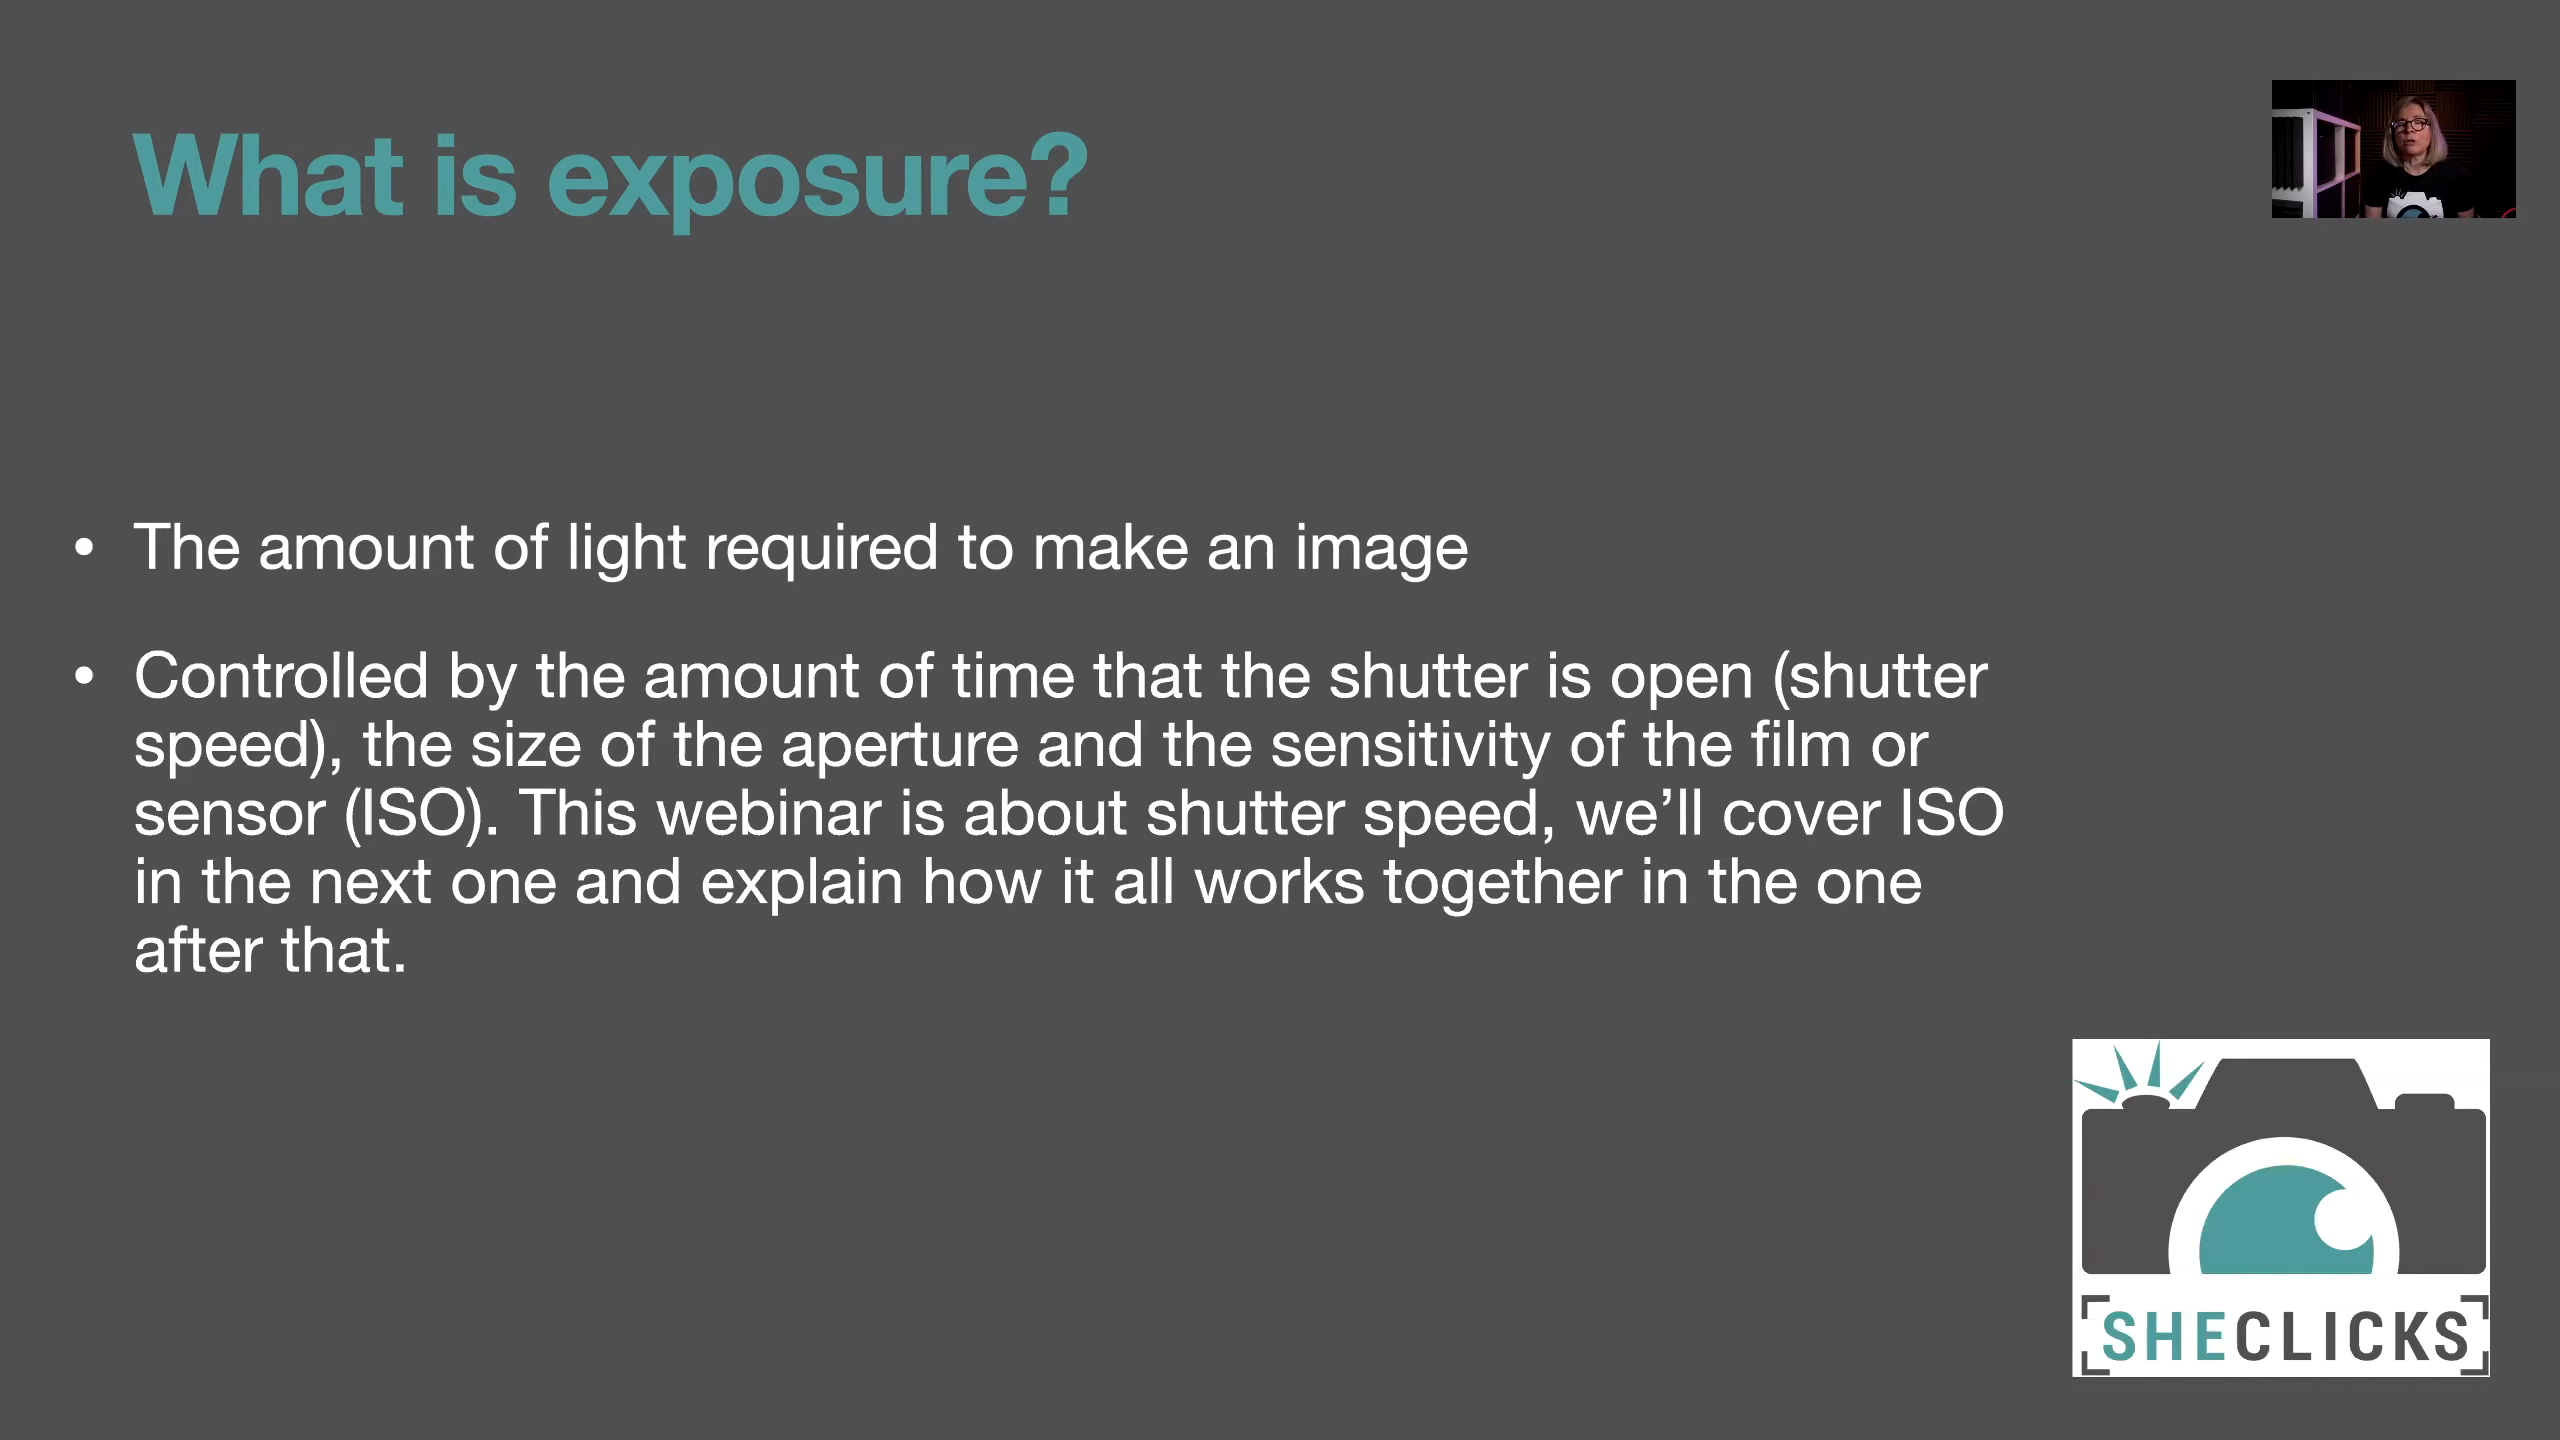 What is exposure?
• The amount of light required to make an image
• Controlled by the amount of time that the shutter is open (shutter
speed), the size of the aperture and the sensitivity of the film or
sensor (ISO). This webinar is about shutter speed, we’ll cover ISO
in the next one and explain how it all works together in the one
after that.
SHECLICKS